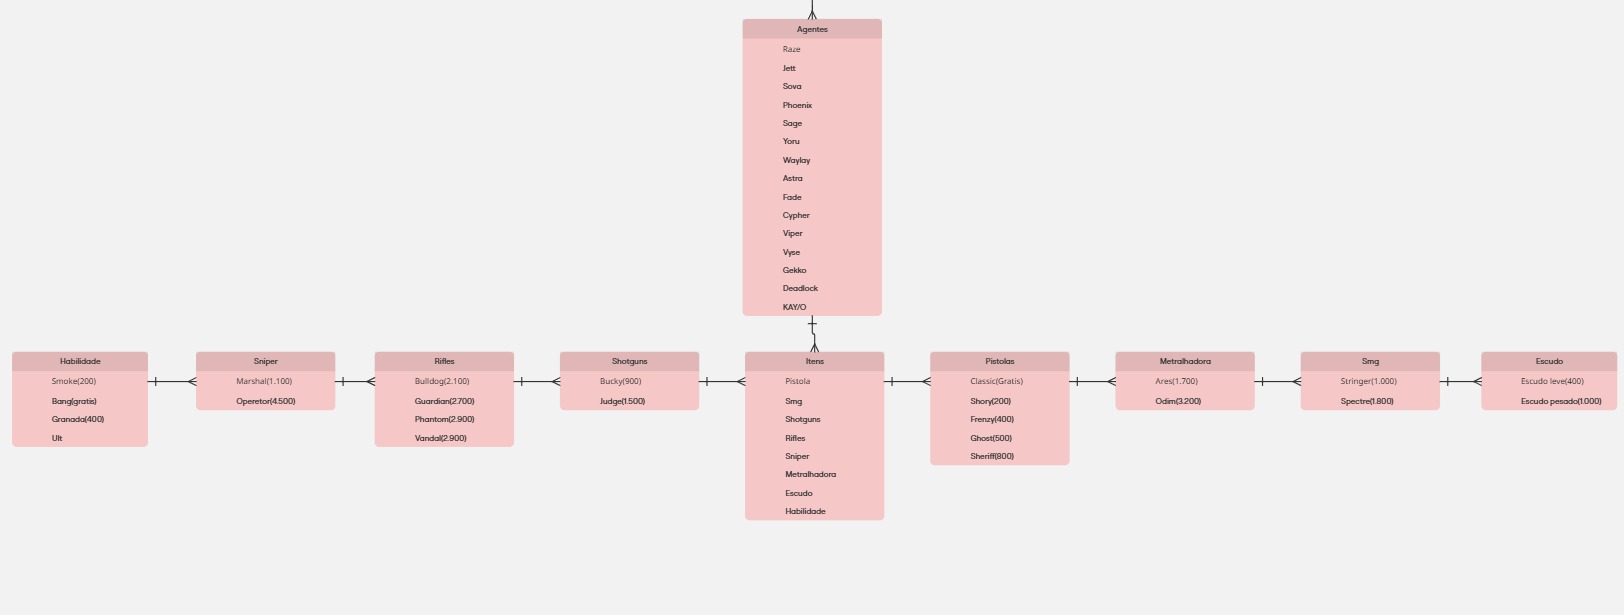 Agentes
Raze
Jett
Sova
Phoenix
Sage
Yoru
Waylay
Astra
Fade
Cypher
Viper
Vyse
Gekko
Deadlock
KAY/O
Habilidade
Smoke(200)
Bang(gratis)
Granada(400)
Ult
Sniper
Marshal(1.100)
Operetor(4.500)
Rifles
Bulldog(2.100)
Guardian(2.700)
Phantom(2.900)
Vandal(2.900)
Shotguns
Bucky(900)
Judge(1.500)
Itens
Pistola
Smg
Shotguns
Rifles
Sniper
Metralhadora
Escudo
Habilidade
Pistolas
Classic(Gratis)
Shory(200)
Frenzy(400)
Ghost(500)
Sheriff(800)
Metralhadora
Ares(1.700)
Odim(3.200)
Smg
Stringer(1.000)
Spectre(1.800)
Escudo
Escudo leve(400)
Escudo pesado(1.000)